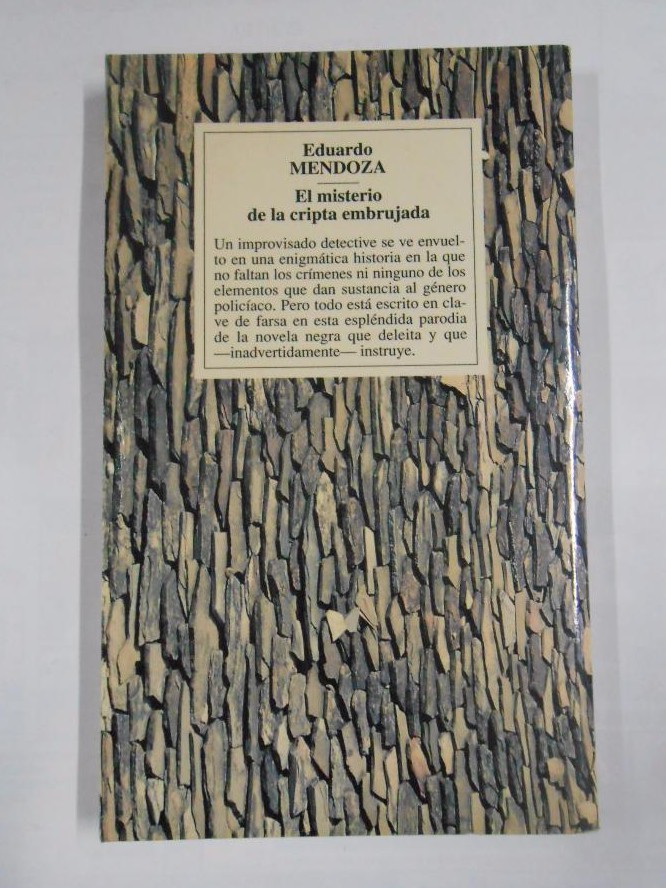 Eduardo
MENDOZA
El misterio
de la cripta embrujada
Un improvisado detective se ve envuel-
to en una enigmática historia en la que
no faltan los crímenes ni ninguno de los
elementos que dan sustancia al género
policíaco. Pero todo está escrito en cla-
ve de farsa en esta espléndida parodia
de la novela negra que deleita y que
—inadvertidamente— instruye.